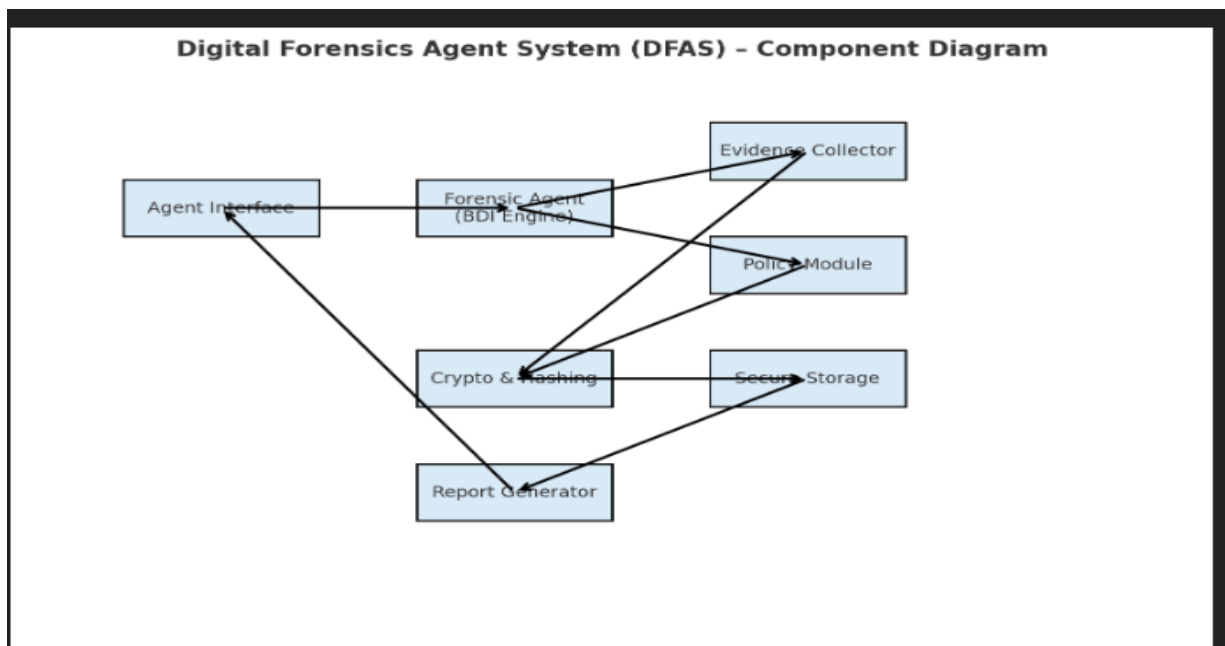 Digital Forensics Agent System (DFAS) – Component Diagram
Evidence Collector
Agent Interface
Forensic Agent
(BDI Engine)
Policy Module
Crypto & Hashing
Secure Storage
Report Generator